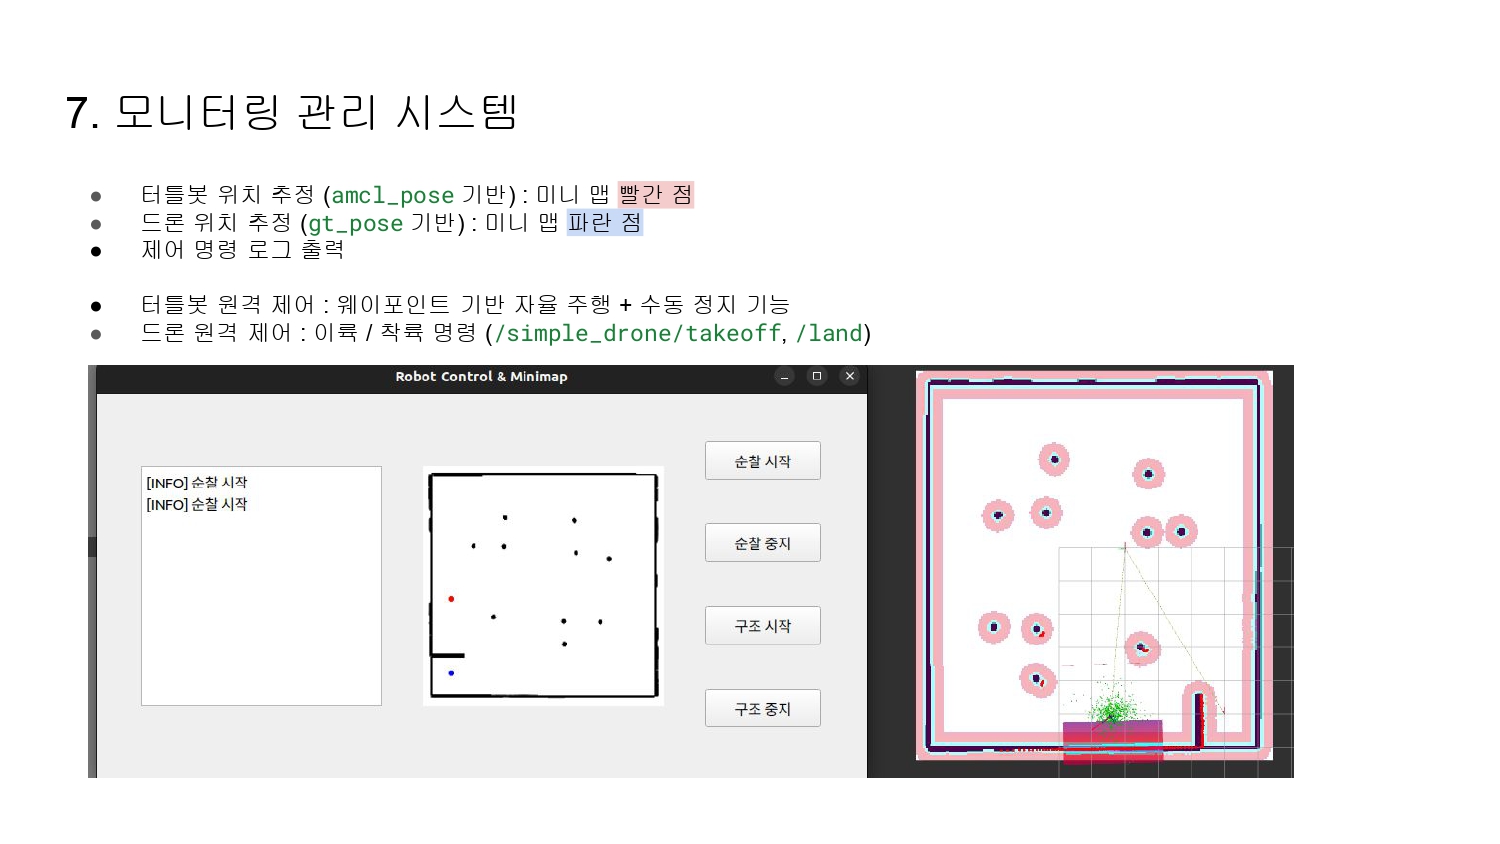 7. 모니터링 관리 시스템
● 터틀봇 위치 추정 (amcl_pose 기반) : 미니 맵 빨간 점
● 드론 위치 추정 (gt_pose 기반) : 미니 맵 파란 점
● 제어 명령 로그 출력
● 터틀봇 원격 제어 : 웨이포인트 기반 자율 주행 + 수동 정지 기능
● 드론 원격 제어 : 이륙 / 착륙 명령 (/simple_drone/takeoff, /land)
Robot Control & Minimap
[INFO] 순찰 시작
[INFO] 순찰 시작
순찰 시작
순찰 중지
구조 시작
구조 중지